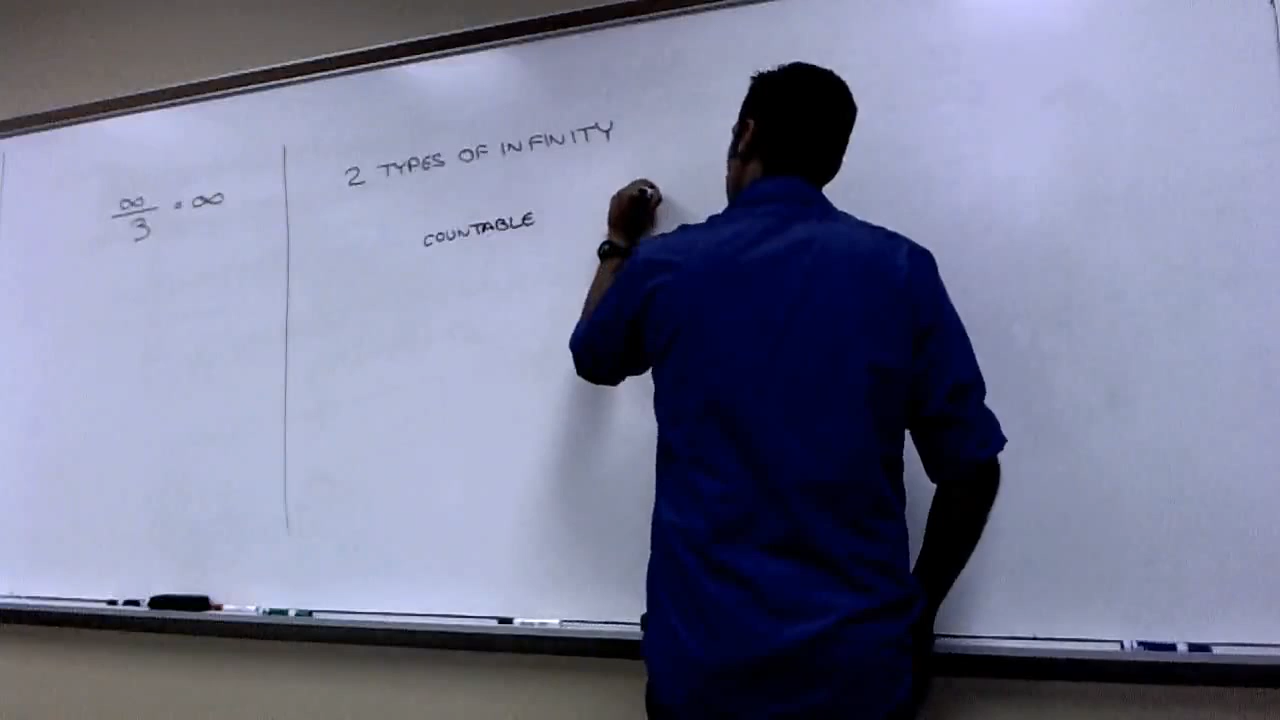 ∞/3 = ∞
2 TYPES OF INFINITY
COUNTABLE